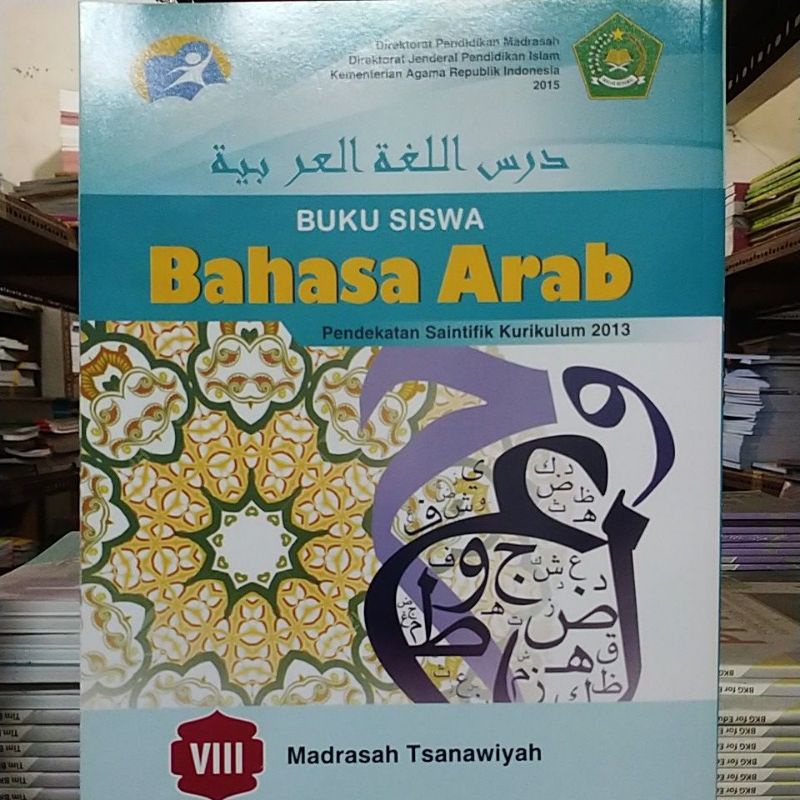 Direktorat Pendidikan Madrasah
Direktorat Jenderal Pendidikan Islam
Kementerian Agama Republik Indonesia
2015
درس اللغة العربية
BUKU SISWA
Bahasa Arab
Pendekatan Saintifik Kurikulum 2013
VIII
Madrasah Tsanawiyah